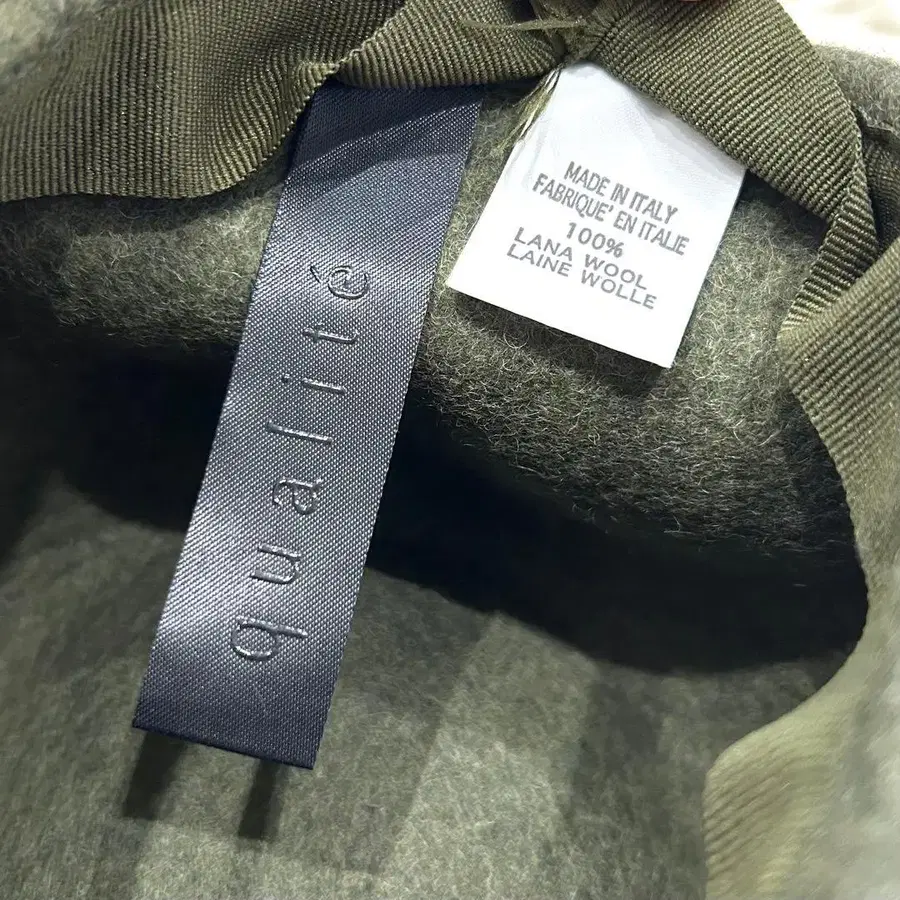 qualité
MADE IN ITALY
FABRIQUE' EN ITALIE
100%
LANA WOOL
LAINE WOLLE